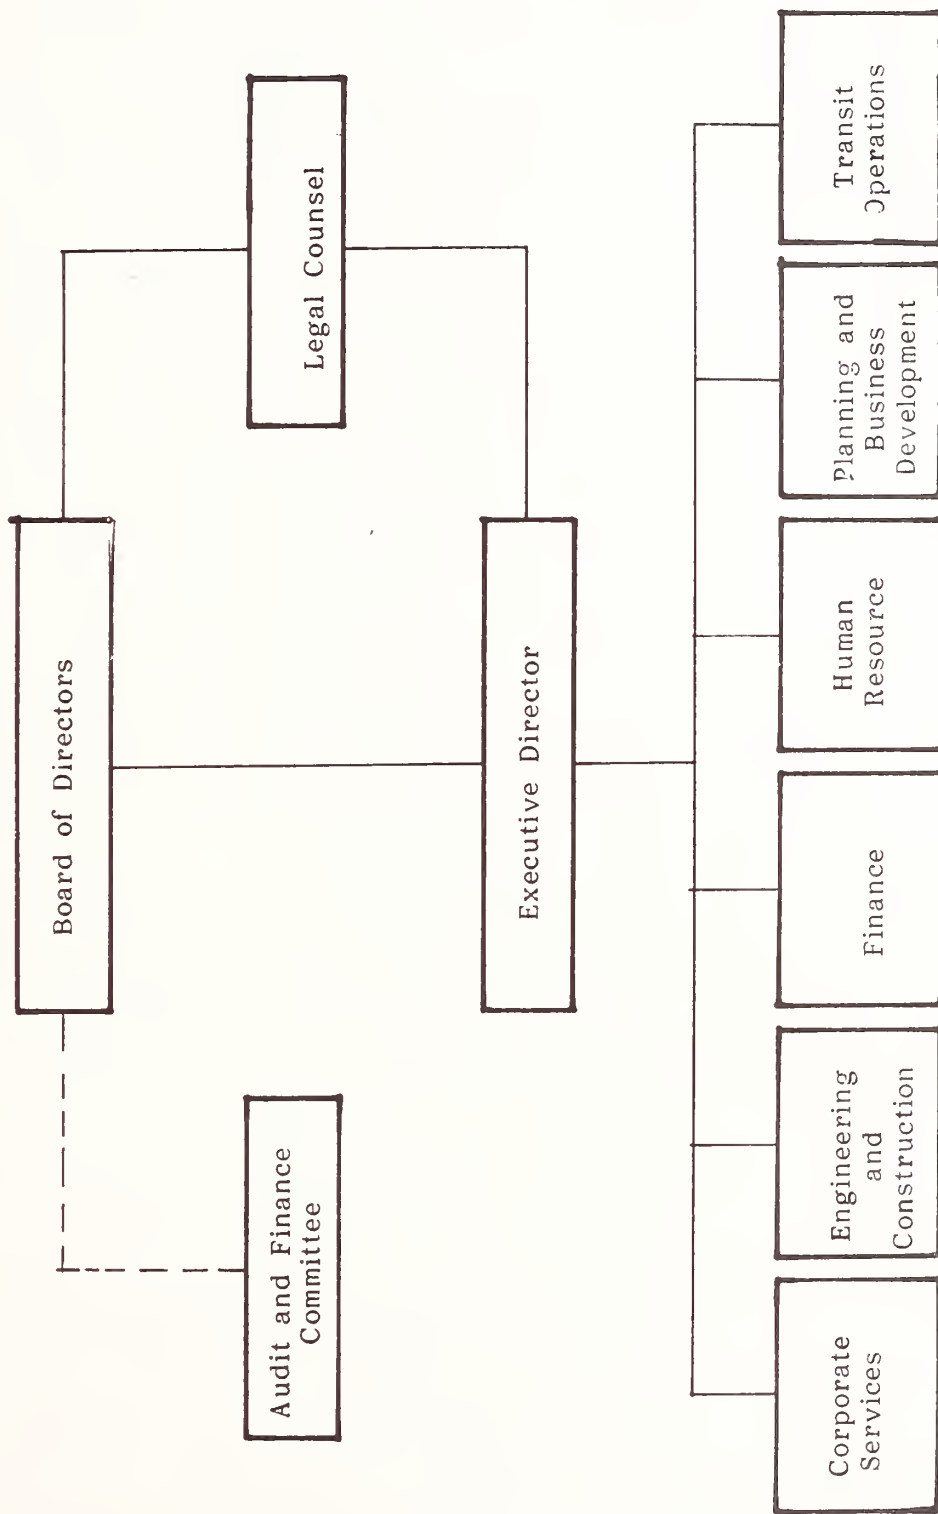 Board of Directors
Audit and Finance
Committee
Legal Counsel
Executive Director
Corporate
Services
Engineering
and
Construction
Finance
Human
Resource
Planning and
Business
Development
Transit
Operations